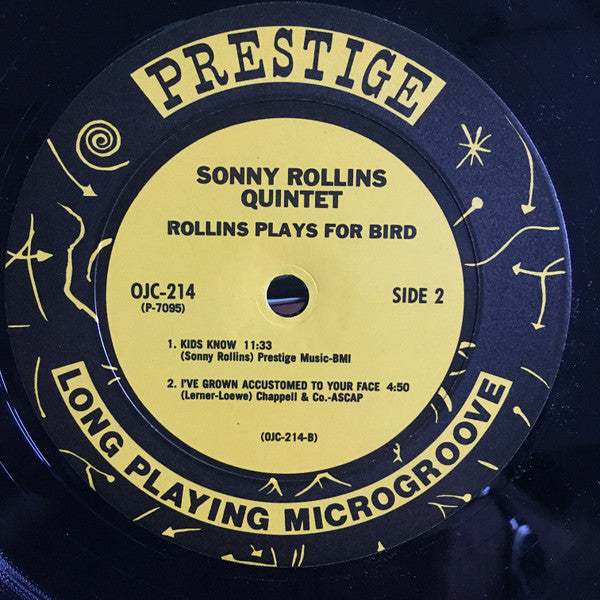 PRESTIGE
SONNY ROLLINS
QUINTET
ROLLINS PLAYS FOR BIRD
OJC-214
(P-7095)
SIDE 2
1. KIDS KNOW 11:33
(Sonny Rollins) Prestige Music-BMI
2. I'VE GROWN ACCUSTOMED TO YOUR FACE 4:50
(Lerner-Loewe) Chappell & Co.-ASCAP
(OJC-214-B)
LONG PLAYING MICROGROOVE